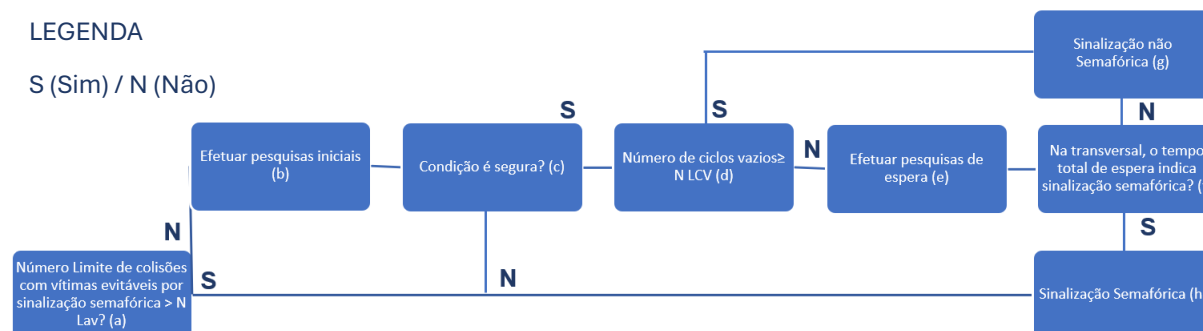 LEGENDA
S (Sim) / N (Não)
Sinalização não
Semafórica (g)
S
S
N
N
Efetuar pesquisas iniciais
(b)
Condição é segura? (c)
Número de ciclos vazios≥
N LCV (d)
Efetuar pesquisas de
espera (e)
Na transversal, o tempo
total de espera indica
sinalização semafórica? (
N
S
S
N
Número Limite de colisões
com vítimas evitáveis por
sinalização semafórica > N
Lav? (a)
Sinalização Semafórica (h